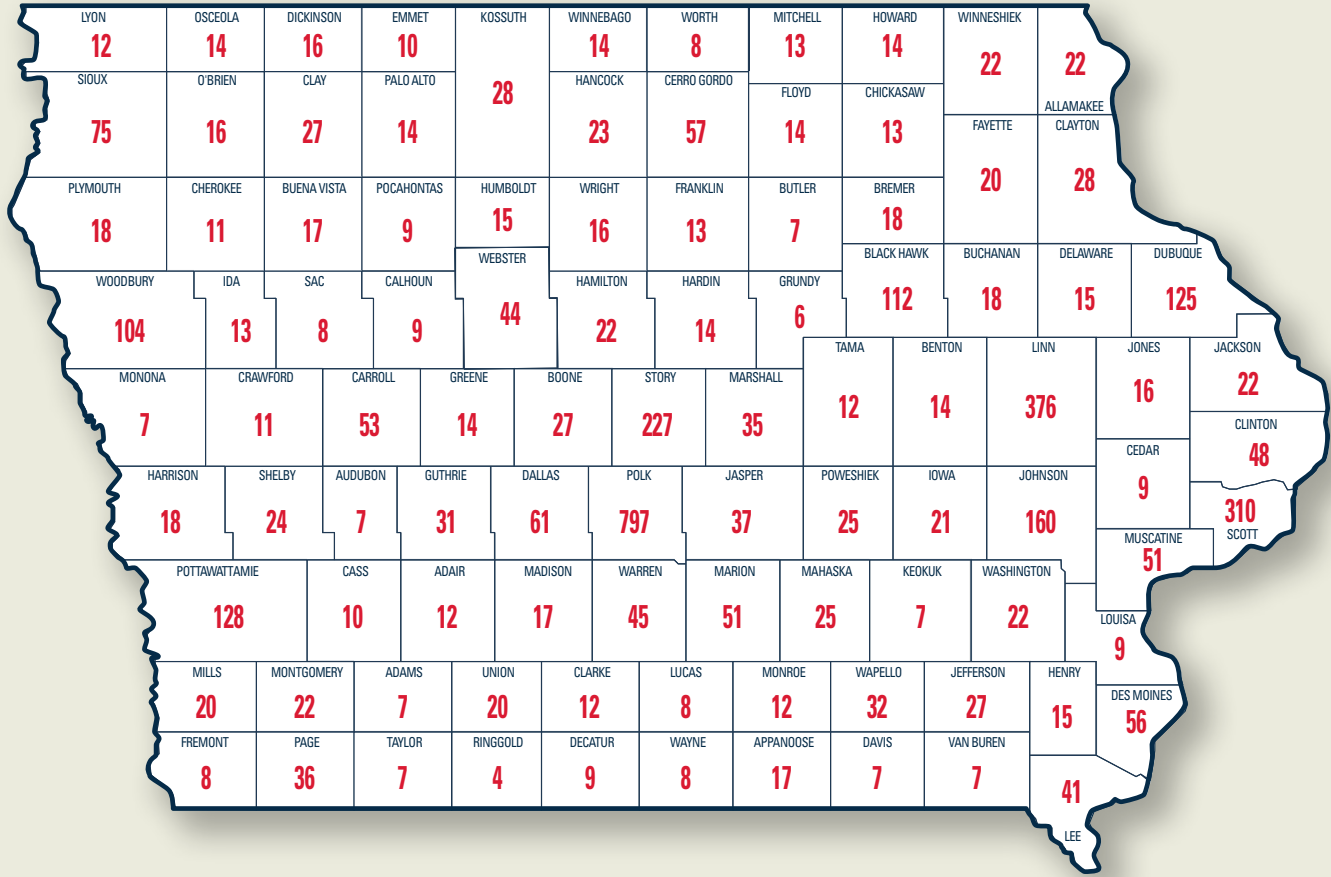 LYON OSCEOLA DICKINSON EMMET KOSSUTH WINNEBAGO WORTH MITCHELL HOWARD WINNESHIEK
12 14 16 10 14 8 13 14
22 22
SIOUX O'BRIEN CLAY PALO ALTO HANCOCK CERRO GORDO
28
FLOYD CHICKASAW
ALLAMAKEE
75 16 27 14 23 57 14 13
FAYETTE CLAYTON
20 28
PLYMOUTH CHEROKEE BUENA VISTA POCAHONTAS HUMBOLDT WRIGHT FRANKLIN BUTLER BREMER
15 18
18 11 17 9 16 13 7
WEBSTER BLACK HAWK BUCHANAN DELAWARE DUBUQUE
WOODBURY IDA SAC CALHOUN HAMILTON HARDIN GRUNDY
112 18 15 125
104 13 8 9 44 22 14 6
TAMA BENTON LINN JONES JACKSON
MONONA CRAWFORD CARROLL GREENE BOONE STORY MARSHALL
16 22
12 14 376
7 11 53 14 27 227 35
CLINTON
CEDAR 48
HARRISON SHELBY AUDUBON GUTHRIE DALLAS POLK JASPER POWESHIEK IOWA JOHNSON
9
18 24 7 31 61 797 37 25 21 160
310
SCOTT
MUSCATINE
51
POTTAWATTAMIE CASS ADAIR MADISON WARREN MARION MAHASKA KEOKUK WASHINGTON
128 10 12 17 45 51 25 7 22
LOUISA
9
MILLS MONTGOMERY ADAMS UNION CLARKE LUCAS MONROE WAPELLO JEFFERSON HENRY
DES MOINES
20 22 7 20 12 8 12 32 27 15 56
FREMONT PAGE TAYLOR RINGGOLD DECATUR WAYNE APPANOOSE DAVIS VAN BUREN
8 36 7 4 9 8 17 7 7
41
LEE